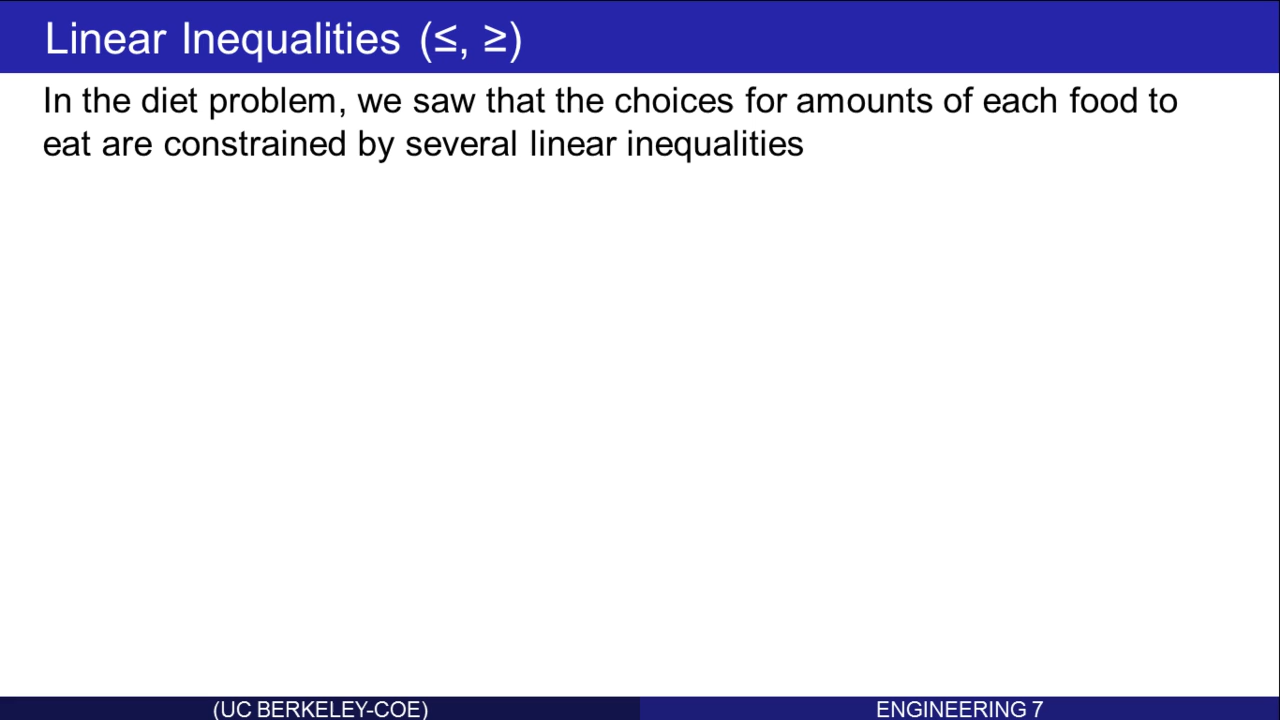 Linear Inequalities (≤, ≥)
In the diet problem, we saw that the choices for amounts of each food to
eat are constrained by several linear inequalities
(UC BERKELEY-COE)
ENGINEERING 7